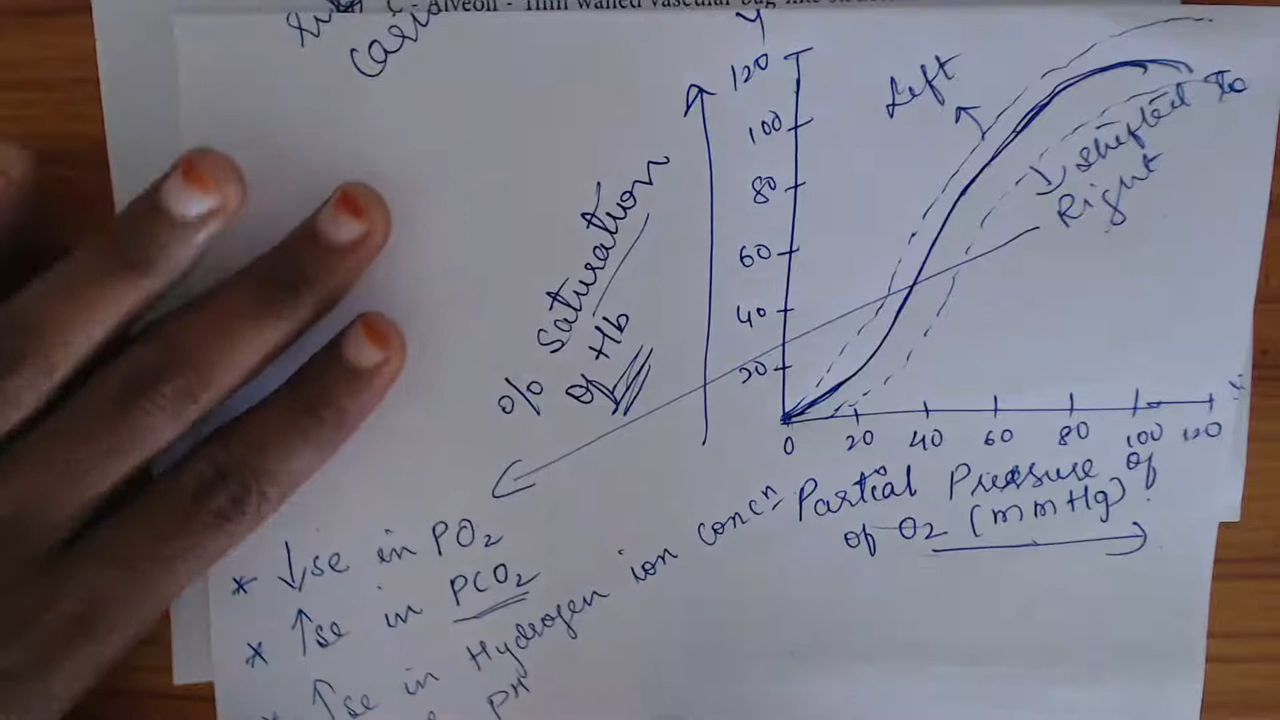 - Alveoli - Thin walled vascular bag like
Y
120
100
80
60
40
20
0 20 40 60 80 100 120
% Saturation
of Hb
Left
shifted to
Right
Partial Pressure of
of O2 (mmHg)
* ↓se in PO2
* ↑se in PCO2
* ↑se in Hydrogen ion concn
PH